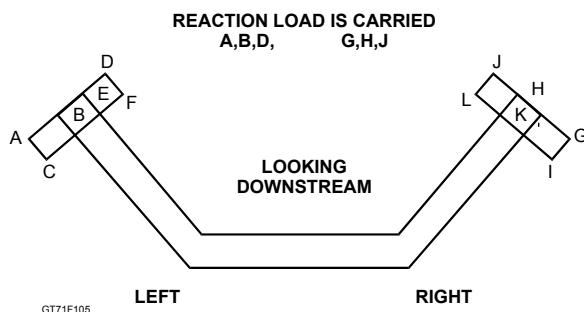 REACTION LOAD IS CARRIED
A,B,D, G,H,J
D
E
F
B
A
C
J
H
L
K
G
I
LOOKING
DOWNSTREAM
LEFT RIGHT
GT71F105